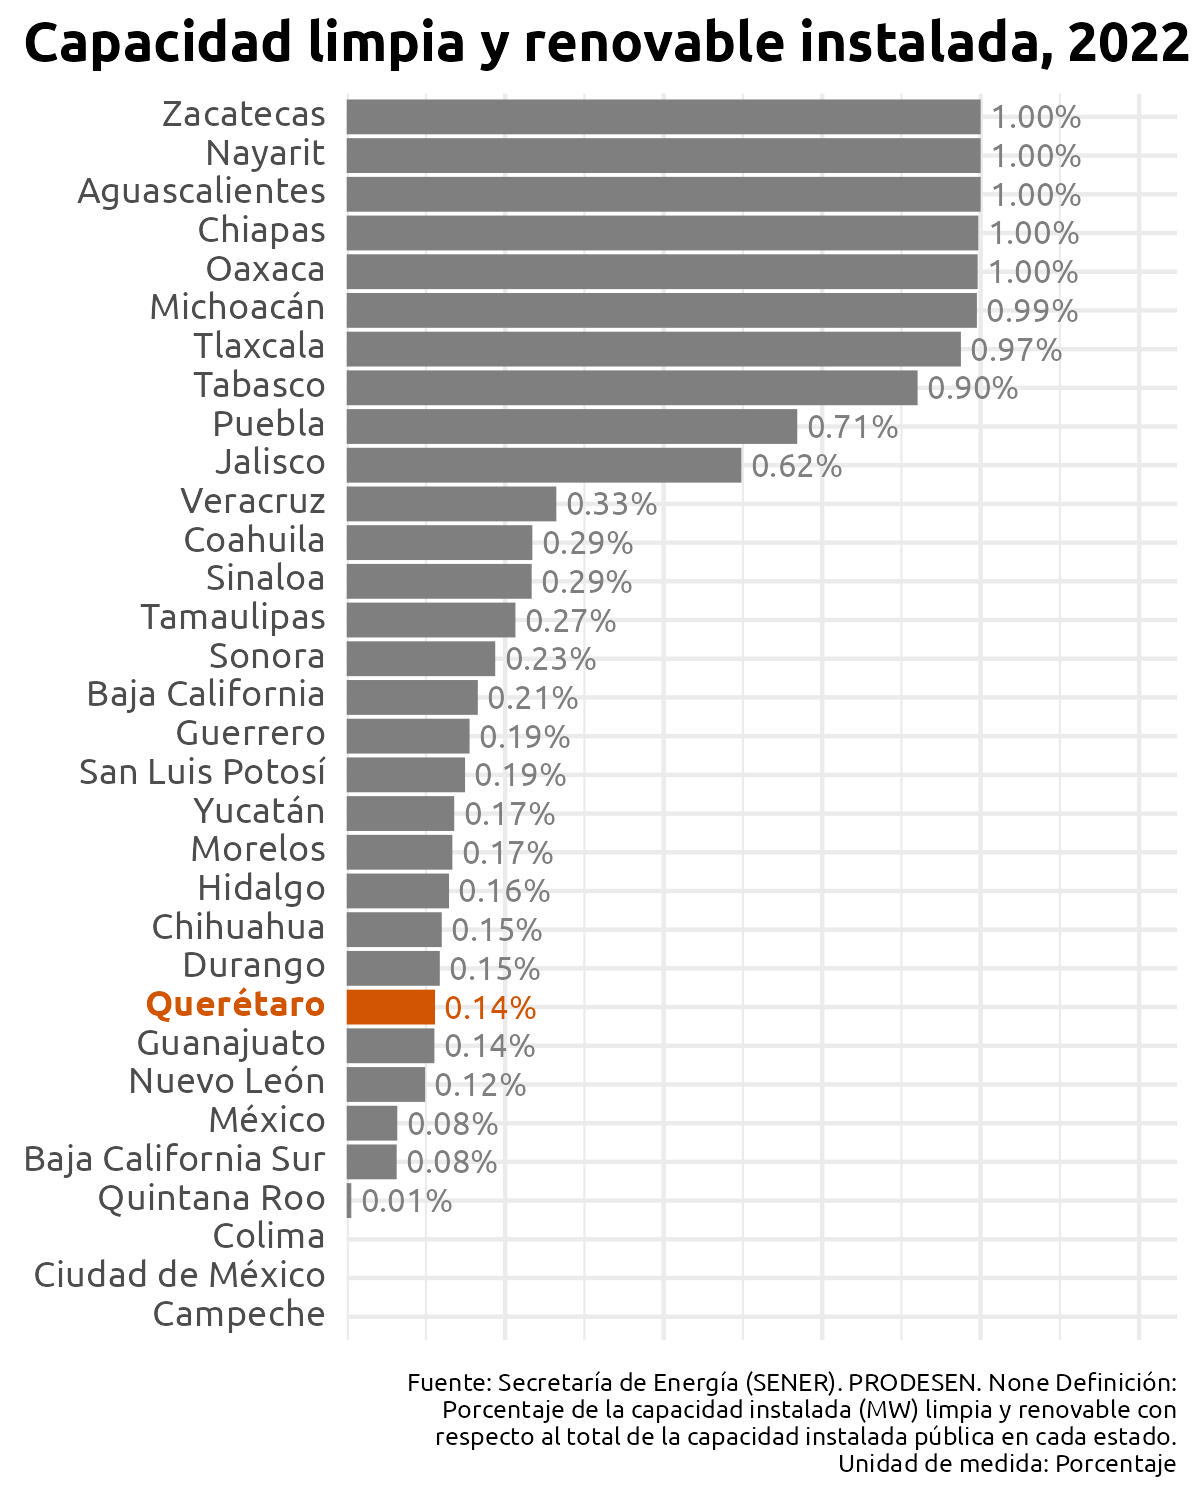 Capacidad limpia y renovable instalada, 2022
Zacatecas 1.00%
Nayarit 1.00%
Aguascalientes 1.00%
Chiapas 1.00%
Oaxaca 1.00%
Michoacán 0.99%
Tlaxcala 0.97%
Tabasco 0.90%
Puebla 0.71%
Jalisco 0.62%
Veracruz 0.33%
Coahuila 0.29%
Sinaloa 0.29%
Tamaulipas 0.27%
Sonora 0.23%
Baja California 0.21%
Guerrero 0.19%
San Luis Potosí 0.19%
Yucatán 0.17%
Morelos 0.17%
Hidalgo 0.16%
Chihuahua 0.15%
Durango 0.15%
Querétaro 0.14%
Guanajuato 0.14%
Nuevo León 0.12%
México 0.08%
Baja California Sur 0.08%
Quintana Roo 0.01%
Colima
Ciudad de México
Campeche
Fuente: Secretaría de Energía (SENER). PRODESEN. None Definición:
Porcentaje de la capacidad instalada (MW) limpia y renovable con
respecto al total de la capacidad instalada pública en cada estado.
Unidad de medida: Porcentaje